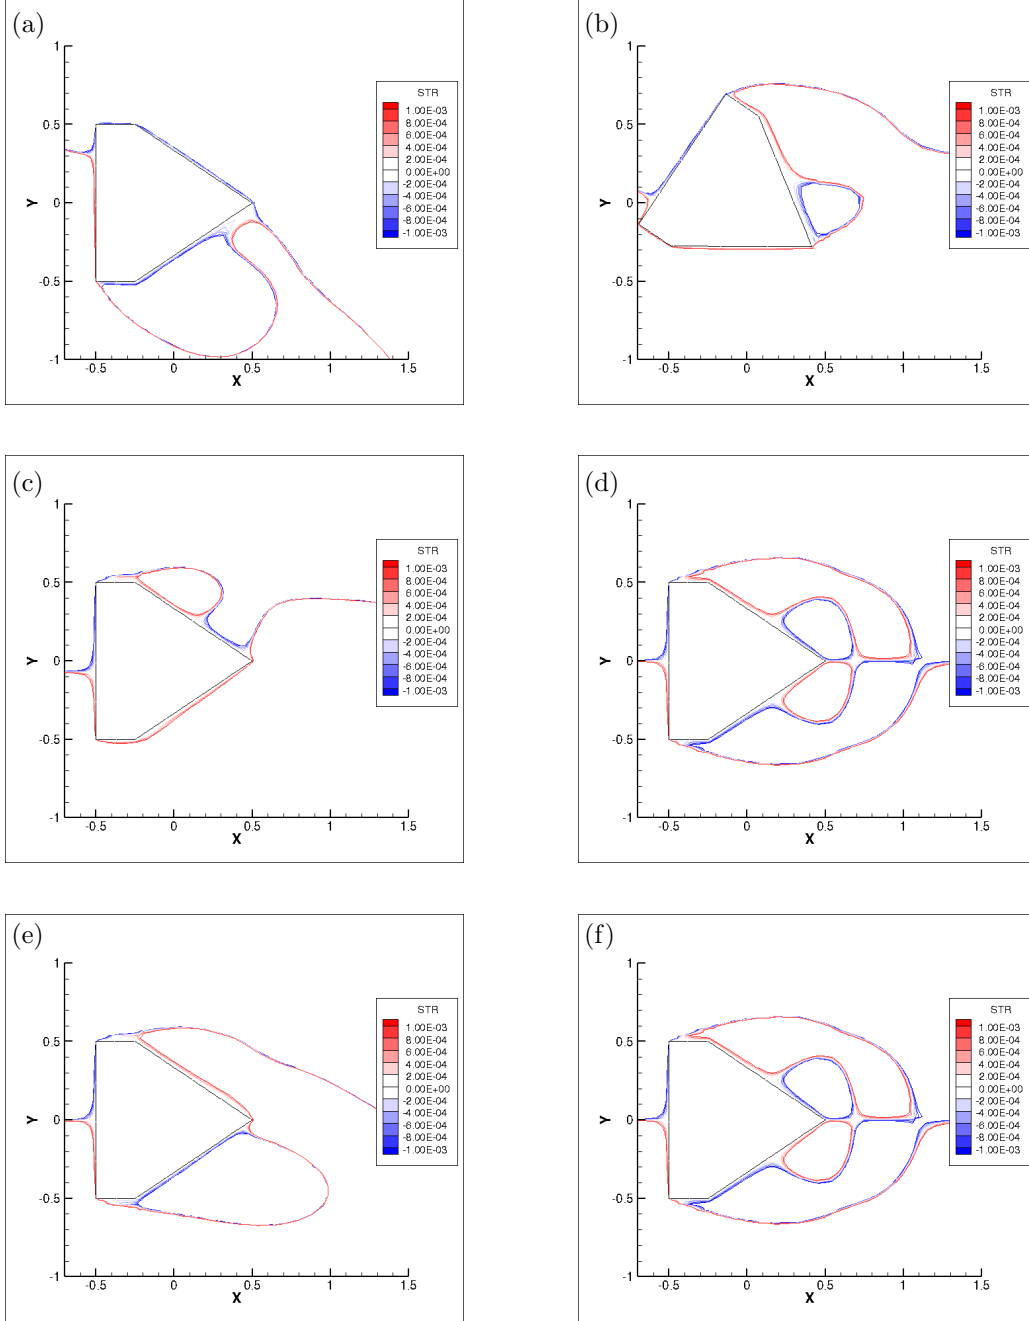 (a)
1
0.5
0
-0.5
-1
Y
-0.5
0
0.5
1
1.5
X
STR
1.00E-03
8.00E-04
6.00E-04
4.00E-04
2.00E-04
0.00E+00
-2.00E-04
-4.00E-04
-6.00E-04
-8.00E-04
-1.00E-03
(b)
1
0.5
0
-0.5
-1
Y
-0.5
0
0.5
1
1.5
X
STR
1.00E-03
8.00E-04
6.00E-04
4.00E-04
2.00E-04
0.00E+00
-2.00E-04
-4.00E-04
-6.00E-04
-8.00E-04
-1.00E-03
(c)
1
0.5
0
-0.5
-1
Y
-0.5
0
0.5
1
1.5
X
STR
1.00E-03
8.00E-04
6.00E-04
4.00E-04
2.00E-04
0.00E+00
-2.00E-04
-4.00E-04
-6.00E-04
-8.00E-04
-1.00E-03
(d)
1
0.5
0
-0.5
-1
Y
-0.5
0
0.5
1
1.5
X
STR
1.00E-03
8.00E-04
6.00E-04
4.00E-04
2.00E-04
0.00E+00
-2.00E-04
-4.00E-04
-6.00E-04
-8.00E-04
-1.00E-03
(e)
1
0.5
0
-0.5
-1
Y
-0.5
0
0.5
1
1.5
X
STR
1.00E-03
8.00E-04
6.00E-04
4.00E-04
2.00E-04
0.00E+00
-2.00E-04
-4.00E-04
-6.00E-04
-8.00E-04
-1.00E-03
(f)
1
0.5
0
-0.5
-1
Y
-0.5
0
0.5
1
1.5
X
STR
1.00E-03
8.00E-04
6.00E-04
4.00E-04
2.00E-04
0.00E+00
-2.00E-04
-4.00E-04
-6.00E-04
-8.00E-04
-1.00E-03